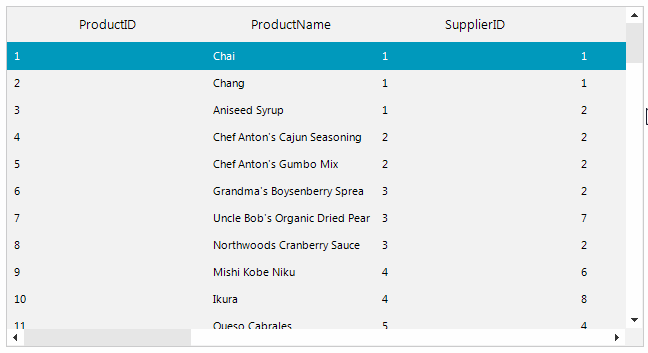 ProductID ProductName SupplierID
1 Chai 1 1
2 Chang 1 1
3 Aniseed Syrup 1 2
4 Chef Anton's Cajun Seasoning 2 2
5 Chef Anton's Gumbo Mix 2 2
6 Grandma's Boysenberry Sprea 3 2
7 Uncle Bob's Organic Dried Pear 3 7
8 Northwoods Cranberry Sauce 3 2
9 Mishi Kobe Niku 4 6
10 Ikura 4 8
11 Queso Cabrales 5 4